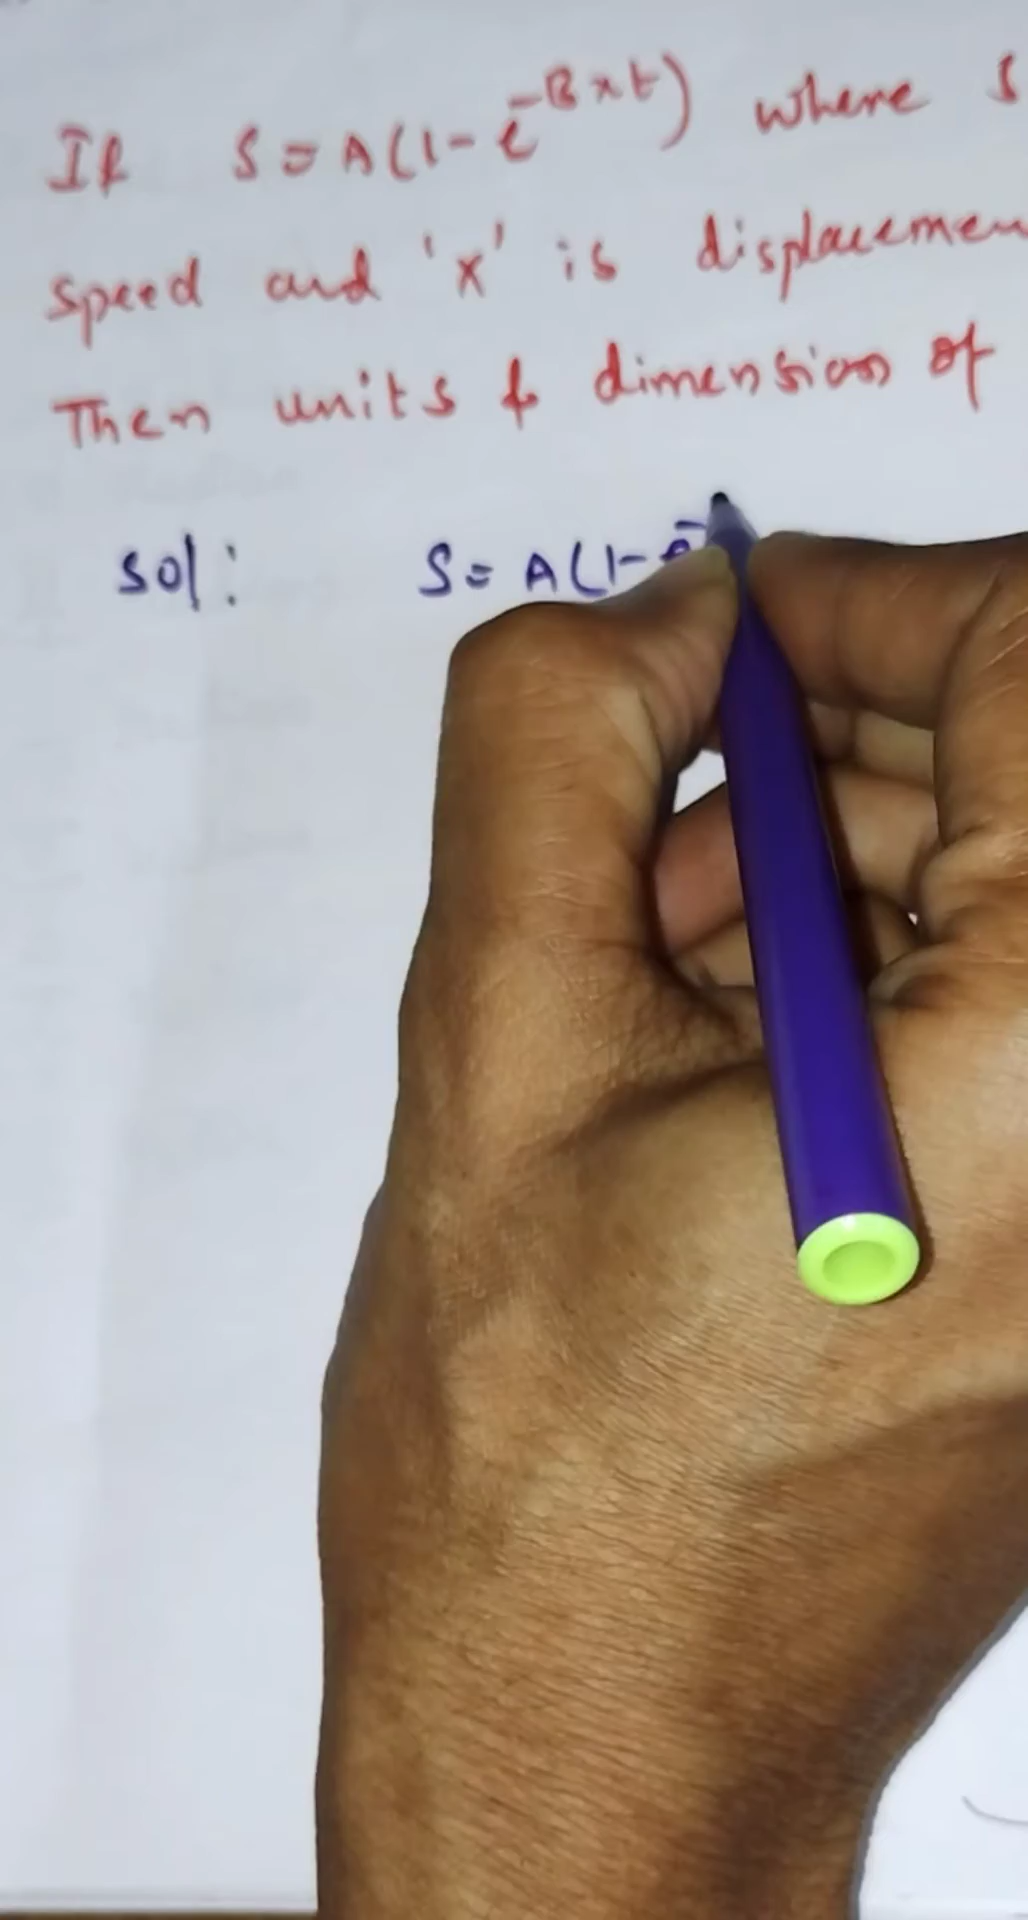 If S = A(1-e^{-Bxt}) where S
speed and 'x' is displacemen
Then units & dimension of
sol: S = A(1-e^-